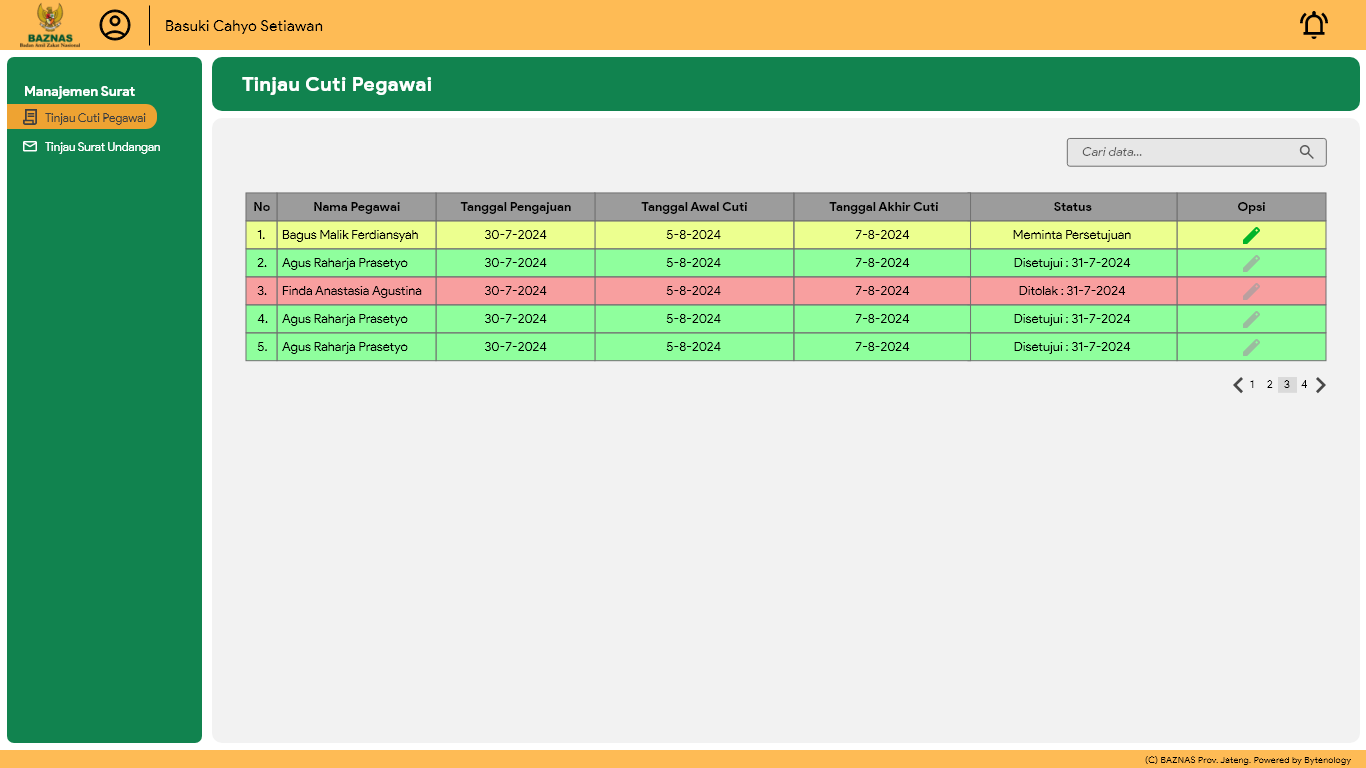 BAZNAS
Badan Amil Zakat Nasional
Basuki Cahyo Setiawan
Manajemen Surat
Tinjau Cuti Pegawai
Tinjau Surat Undangan
Tinjau Cuti Pegawai
Cari data...
No Nama Pegawai Tanggal Pengajuan Tanggal Awal Cuti Tanggal Akhir Cuti Status Opsi
1. Bagus Malik Ferdiansyah 30-7-2024 5-8-2024 7-8-2024 Meminta Persetujuan
2. Agus Raharja Prasetyo 30-7-2024 5-8-2024 7-8-2024 Disetujui : 31-7-2024
3. Finda Anastasia Agustina 30-7-2024 5-8-2024 7-8-2024 Ditolak : 31-7-2024
4. Agus Raharja Prasetyo 30-7-2024 5-8-2024 7-8-2024 Disetujui : 31-7-2024
5. Agus Raharja Prasetyo 30-7-2024 5-8-2024 7-8-2024 Disetujui : 31-7-2024
1 2 3 4
(C) BAZNAS Prov. Jateng. Powered by Bytenology